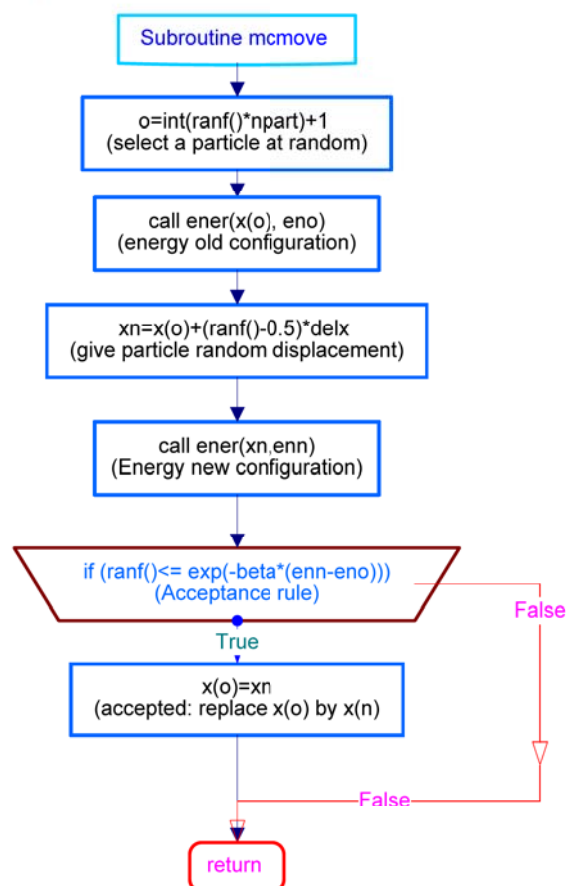 Subroutine mcmove
o=int(ranf()*npart)+1
(select a particle at random)
call ener(x(o), eno)
(energy old configuration)
xn=x(o)+(ranf()-0.5)*delx
(give particle random displacement)
call ener(xn,enn)
(Energy new configuration)
if (ranf()<= exp(-beta*(enn-eno)))
(Acceptance rule)
False
True
x(o)=xn
(accepted: replace x(o) by x(n)
False
return